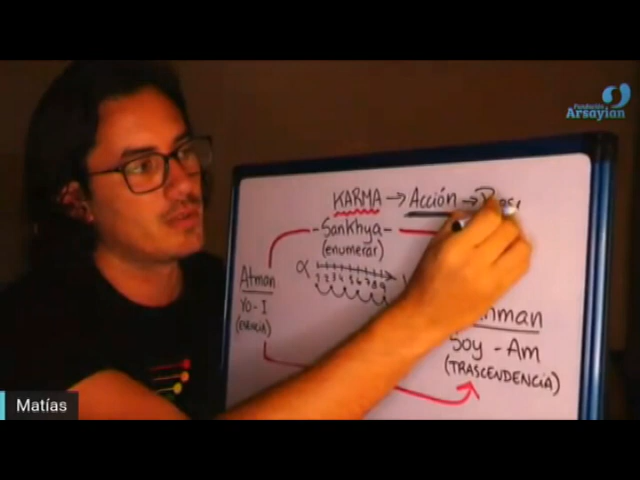 Fundación
Arsayian
KARMA → Acción →
-Sankhya-
(enumerar)
α
1 2 3 4 5 6 7 8 9
Atman
Yo-I
(ESENCIA)
Soy - Am
(TRASCENDENCIA)
Matías